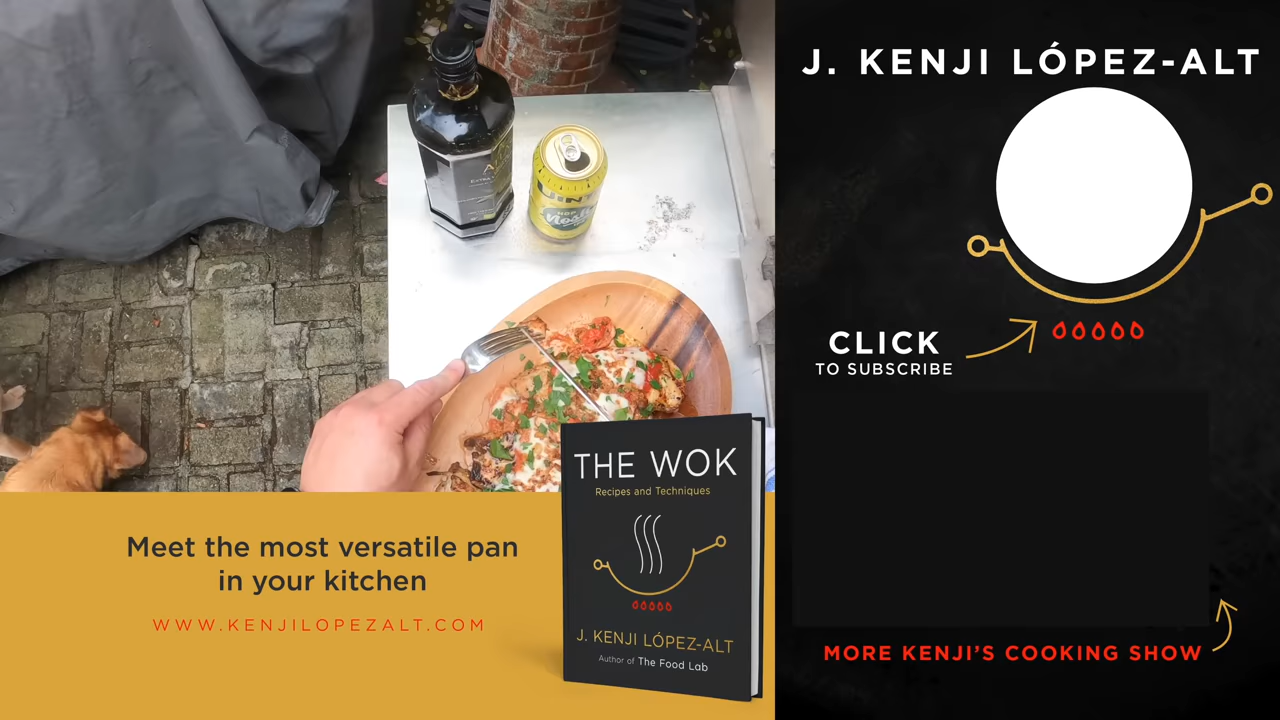 J. KENJI LÓPEZ-ALT
CLICK
TO SUBSCRIBE
MORE KENJI'S COOKING SHOW
Meet the most versatile pan
in your kitchen
WWW.KENJILOPEZALT.COM
THE WOK
Recipes and Techniques
J. KENJI LÓPEZ-ALT
Author of The Food Lab